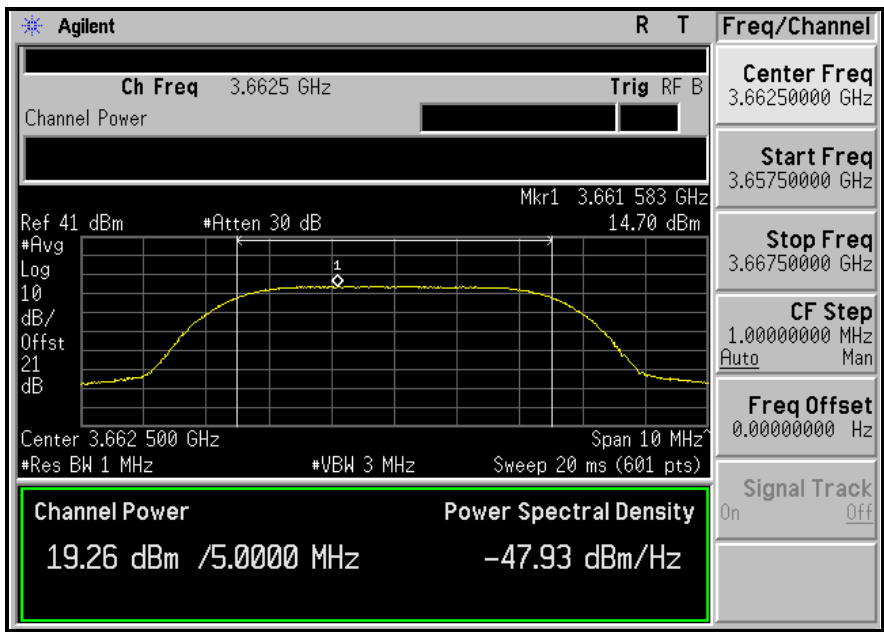 Agilent R T
Freq/Channel
Ch Freq 3.6625 GHz Trig RF B
Channel Power
Center Freq
3.66250000 GHz
Start Freq
3.65750000 GHz
Stop Freq
3.66750000 GHz
CF Step
1.00000000 MHz
Auto Man
Freq Offset
0.00000000 Hz
Signal Track
On Off
Mkr1 3.661 583 GHz
Ref 41 dBm #Atten 30 dB 14.70 dBm
#Avg
Log
10
dB/
Offst
21
dB
1
Center 3.662 500 GHz Span 10 MHz^
#Res BW 1 MHz #VBW 3 MHz Sweep 20 ms (601 pts)
Channel Power Power Spectral Density
19.26 dBm /5.0000 MHz -47.93 dBm/Hz